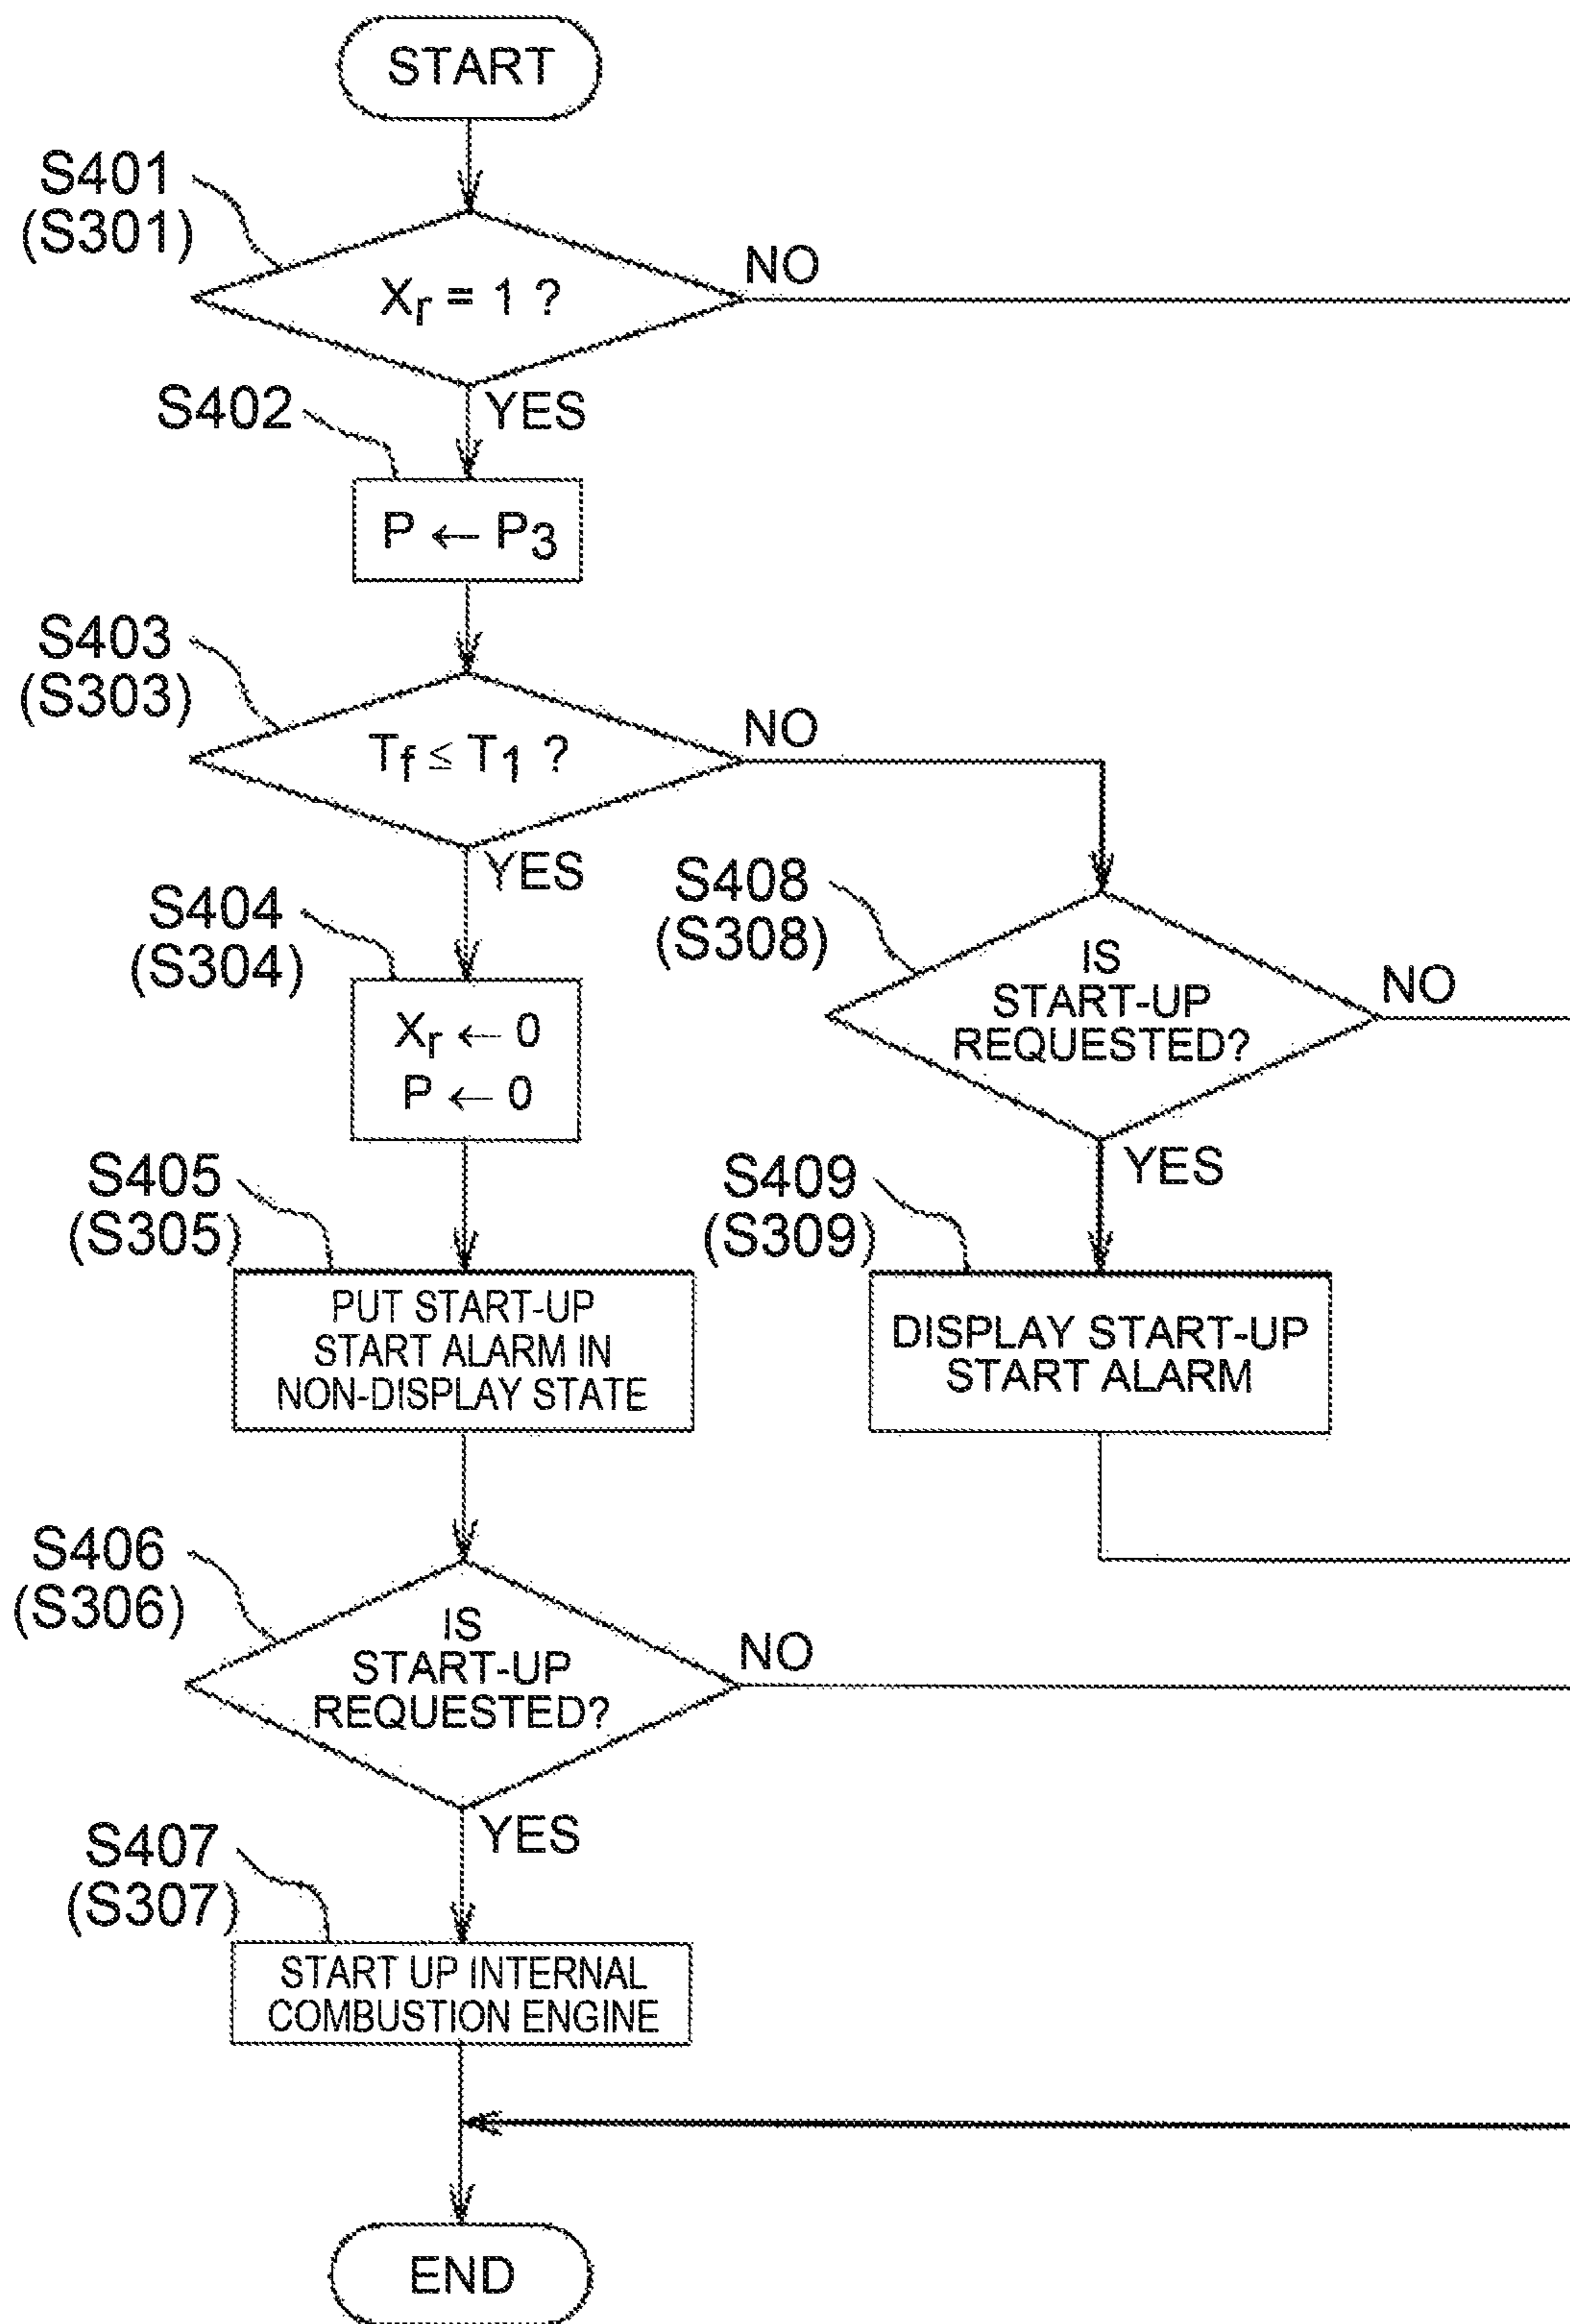 START
S401
(S301)
Xr = 1 ?
NO
YES
S402
P ← P3
S403
(S303)
Tf ≤ T1 ?
NO
YES
S404
(S304)
Xr ← 0
P ← 0
S408
(S308)
IS
START-UP
REQUESTED?
NO
YES
S405
(S305)
PUT START-UP
START ALARM IN
NON-DISPLAY STATE
S409
(S309)
DISPLAY START-UP
START ALARM
S406
(S306)
IS
START-UP
REQUESTED?
NO
YES
S407
(S307)
START UP INTERNAL
COMBUSTION ENGINE
END